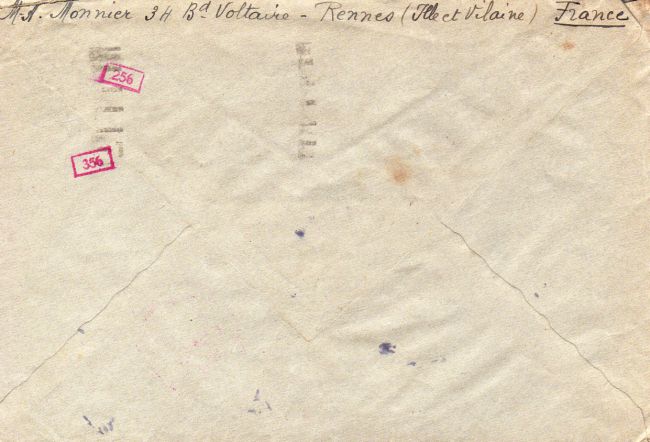 M.A. Monnier 34 Bd Voltaire - Rennes (Ille et Vilaine) France
256
356